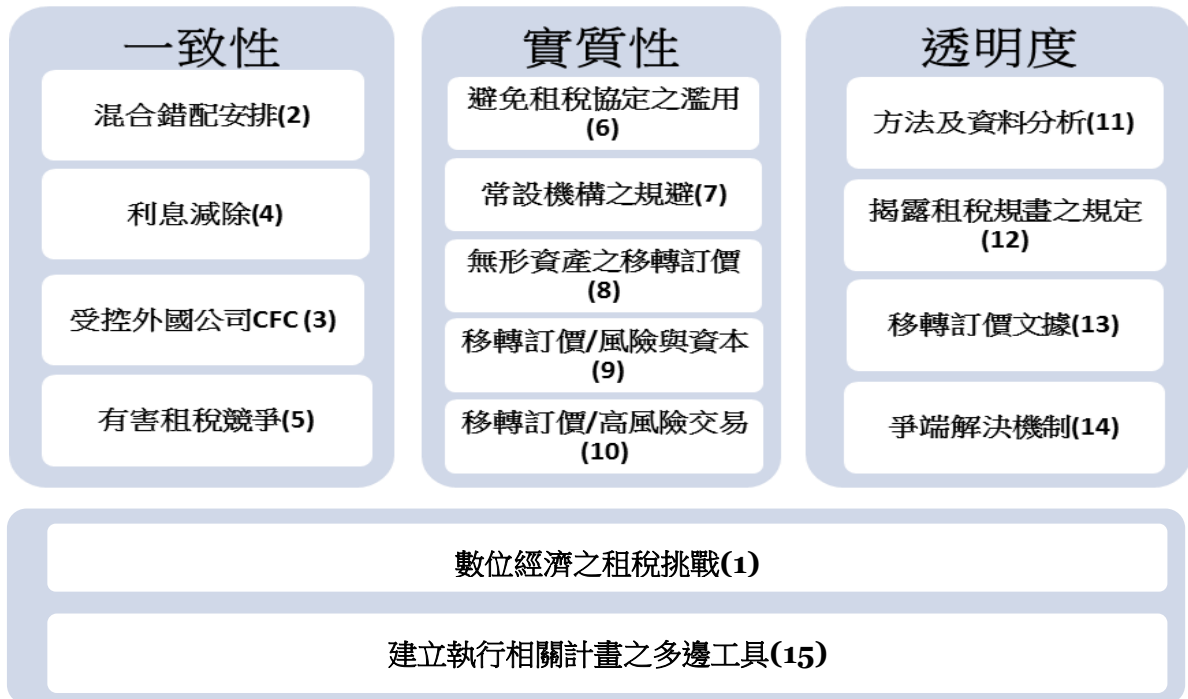 一致性
混合錯配安排(2)
利息減除(4)
受控外國公司CFC (3)
有害租稅競爭(5)
實質性
避免租稅協定之濫用
(6)
常設機構之規避(7)
無形資產之移轉訂價
(8)
移轉訂價/風險與資本
(9)
移轉訂價/高風險交易
(10)
透明度
方法及資料分析(11)
揭露租稅規畫之規定
(12)
移轉訂價文據(13)
爭端解決機制(14)
數位經濟之租稅挑戰(1)
建立執行相關計畫之多邊工具(15)